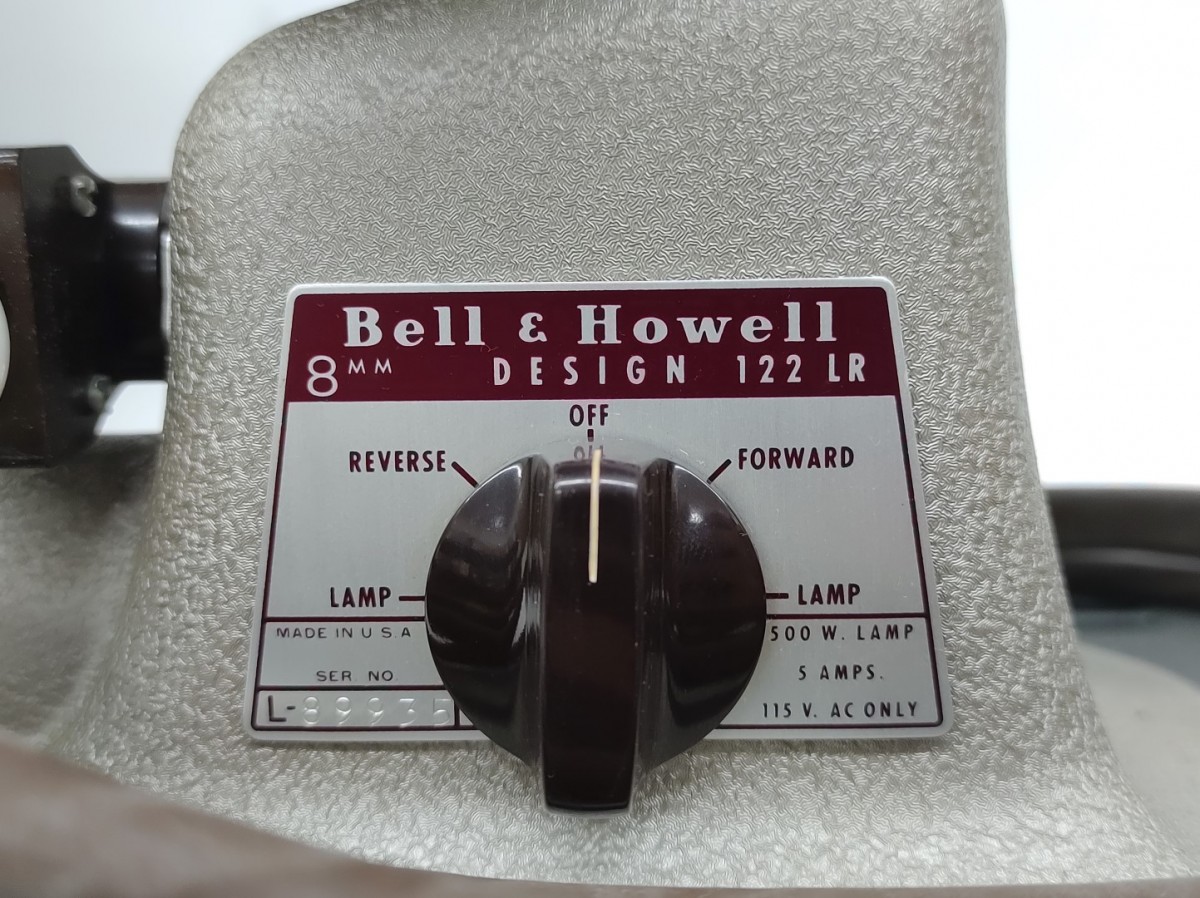 Bell & Howell
8MM DESIGN 122 LR
OFF
REVERSE FORWARD
LAMP LAMP
MADE IN U.S.A
SER. NO.
L-89935
500 W. LAMP
5 AMPS.
115 V. AC ONLY